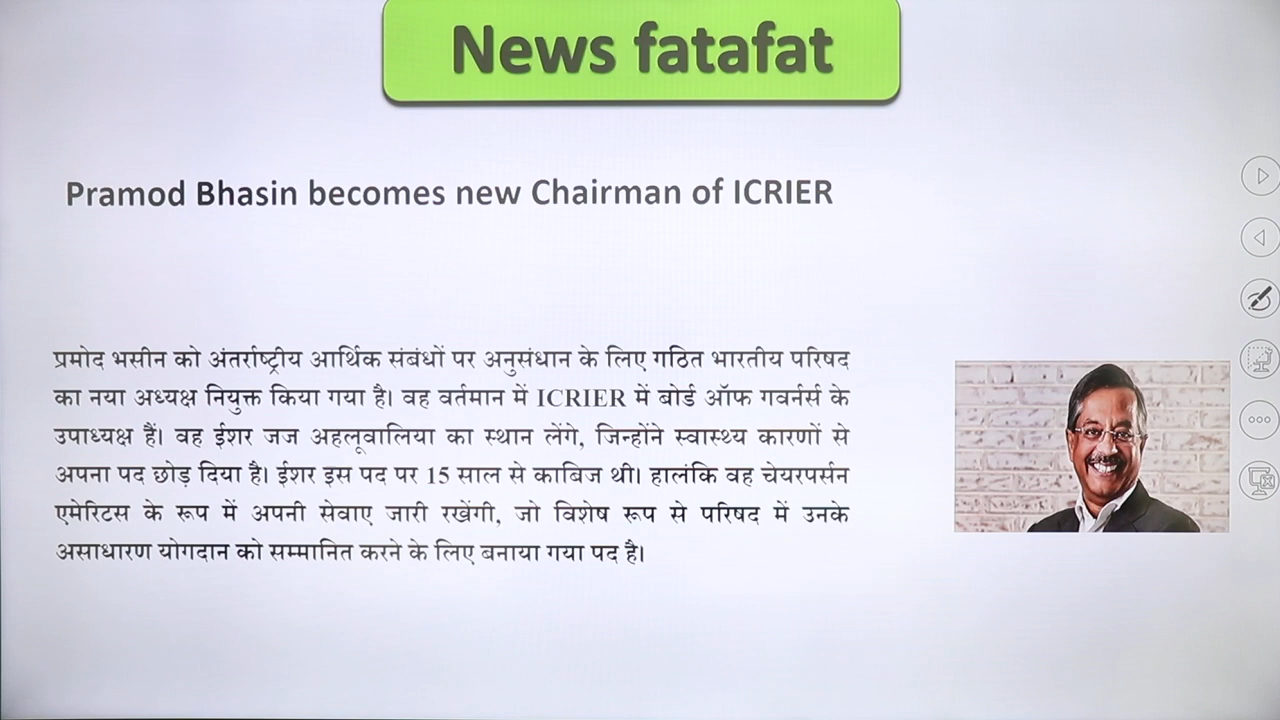 News fatafat
Pramod Bhasin becomes new Chairman of ICRIER
प्रमोद भसीन को अंतर्राष्ट्रीय आर्थिक संबंधों पर अनुसंधान के लिए गठित भारतीय परिषद
का नया अध्यक्ष नियुक्त किया गया है। वह वर्तमान में ICRIER में बोर्ड ऑफ गवर्नर्स के
उपाध्यक्ष हैं। वह ईशर जज अहलूवालिया का स्थान लेंगे, जिन्होंने स्वास्थ्य कारणों से
अपना पद छोड़ दिया है। ईशर इस पद पर 15 साल से काबिज थी। हालंकि वह चेयरपर्सन
एमेरिटस के रूप में अपनी सेवाए जारी रखेंगी, जो विशेष रूप से परिषद में उनके
असाधारण योगदान को सम्मानित करने के लिए बनाया गया पद है।